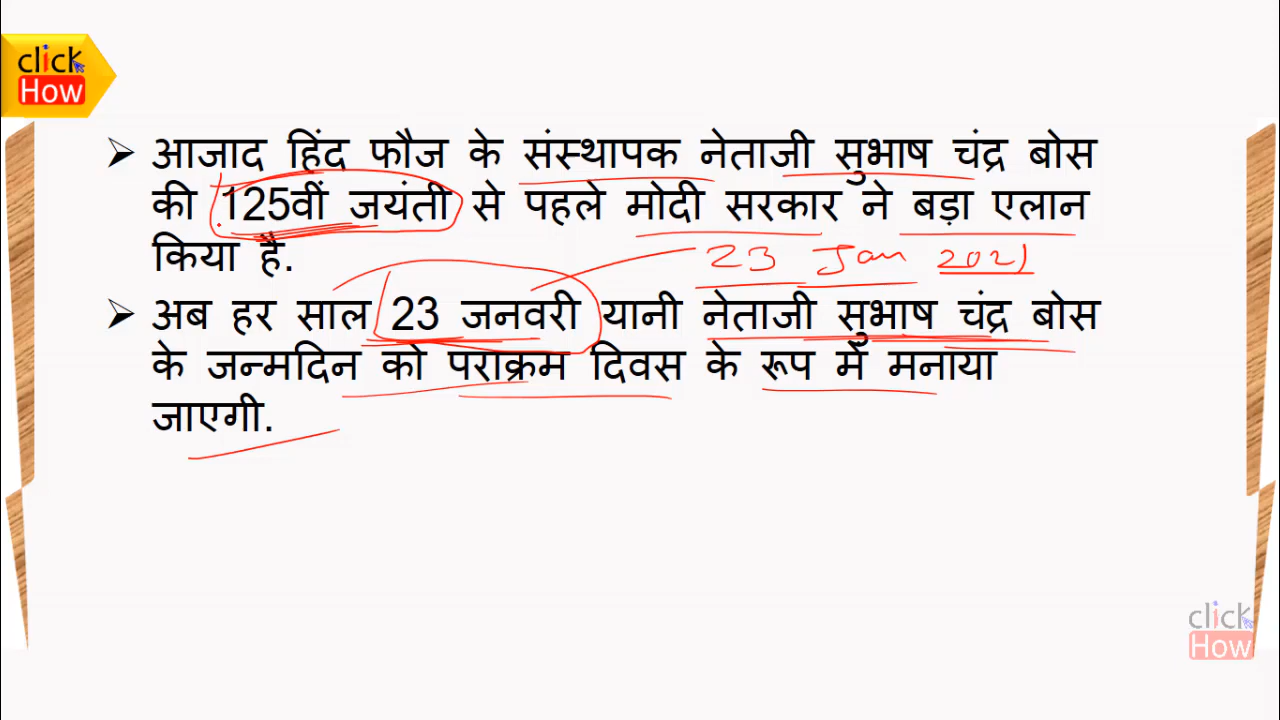 click
How
आजाद हिंद फौज के संस्थापक नेताजी सुभाष चंद्र बोस
की 125वीं जयंती से पहले मोदी सरकार ने बड़ा एलान
किया है.
23 Jan 2021
अब हर साल 23 जनवरी यानी नेताजी सुभाष चंद्र बोस
के जन्मदिन को पराक्रम दिवस के रूप में मनाया
जाएगी.
click
How